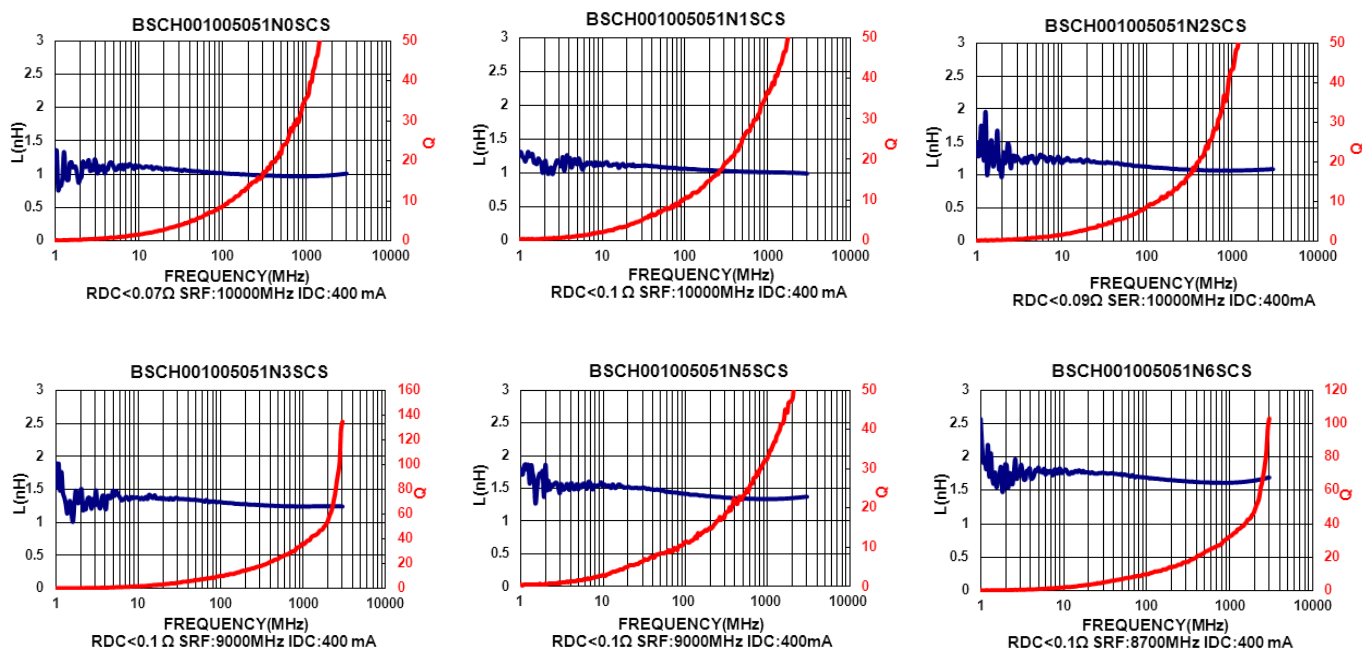 BSCH001005051N0SCS
3 2.5 2 1.5 1 0.5 0
L(nH)
50 40 30 20 10 0
Q
1 10 100 1000 10000
FREQUENCY(MHz)
RDC<0.07Ω SRF:10000MHz IDC:400 mA
BSCH001005051N1SCS
3 2.5 2 1.5 1 0.5 0
L(nH)
50 40 30 20 10 0
Q
1 10 100 1000 10000
FREQUENCY(MHz)
RDC<0.1 Ω SRF:10000MHz IDC:400 mA
BSCH001005051N2SCS
3 2.5 2 1.5 1 0.5 0
L(nH)
50 40 30 20 10 0
Q
1 10 100 1000 10000
FREQUENCY(MHz)
RDC<0.09Ω SER:10000MHz IDC:400mA
BSCH001005051N3SCS
3 2.5 2 1.5 1 0.5 0
L(nH)
160 140 120 100 80 60 40 20 0
Q
1 10 100 1000 10000
FREQUENCY(MHz)
RDC<0.1 Ω SRF:9000MHz IDC:400 mA
BSCH001005051N5SCS
3 2.5 2 1.5 1 0.5 0
L(nH)
50 40 30 20 10 0
Q
1 10 100 1000 10000
FREQUENCY(MHz)
RDC<0.1Ω SRF:9000MHz IDC:400mA
BSCH001005051N6SCS
3 2.5 2 1.5 1 0.5 0
L(nH)
120 100 80 60 40 20 0
Q
1 10 100 1000 10000
FREQUENCY(MHz)
RDC<0.1Ω SRF:8700MHz IDC:400 mA